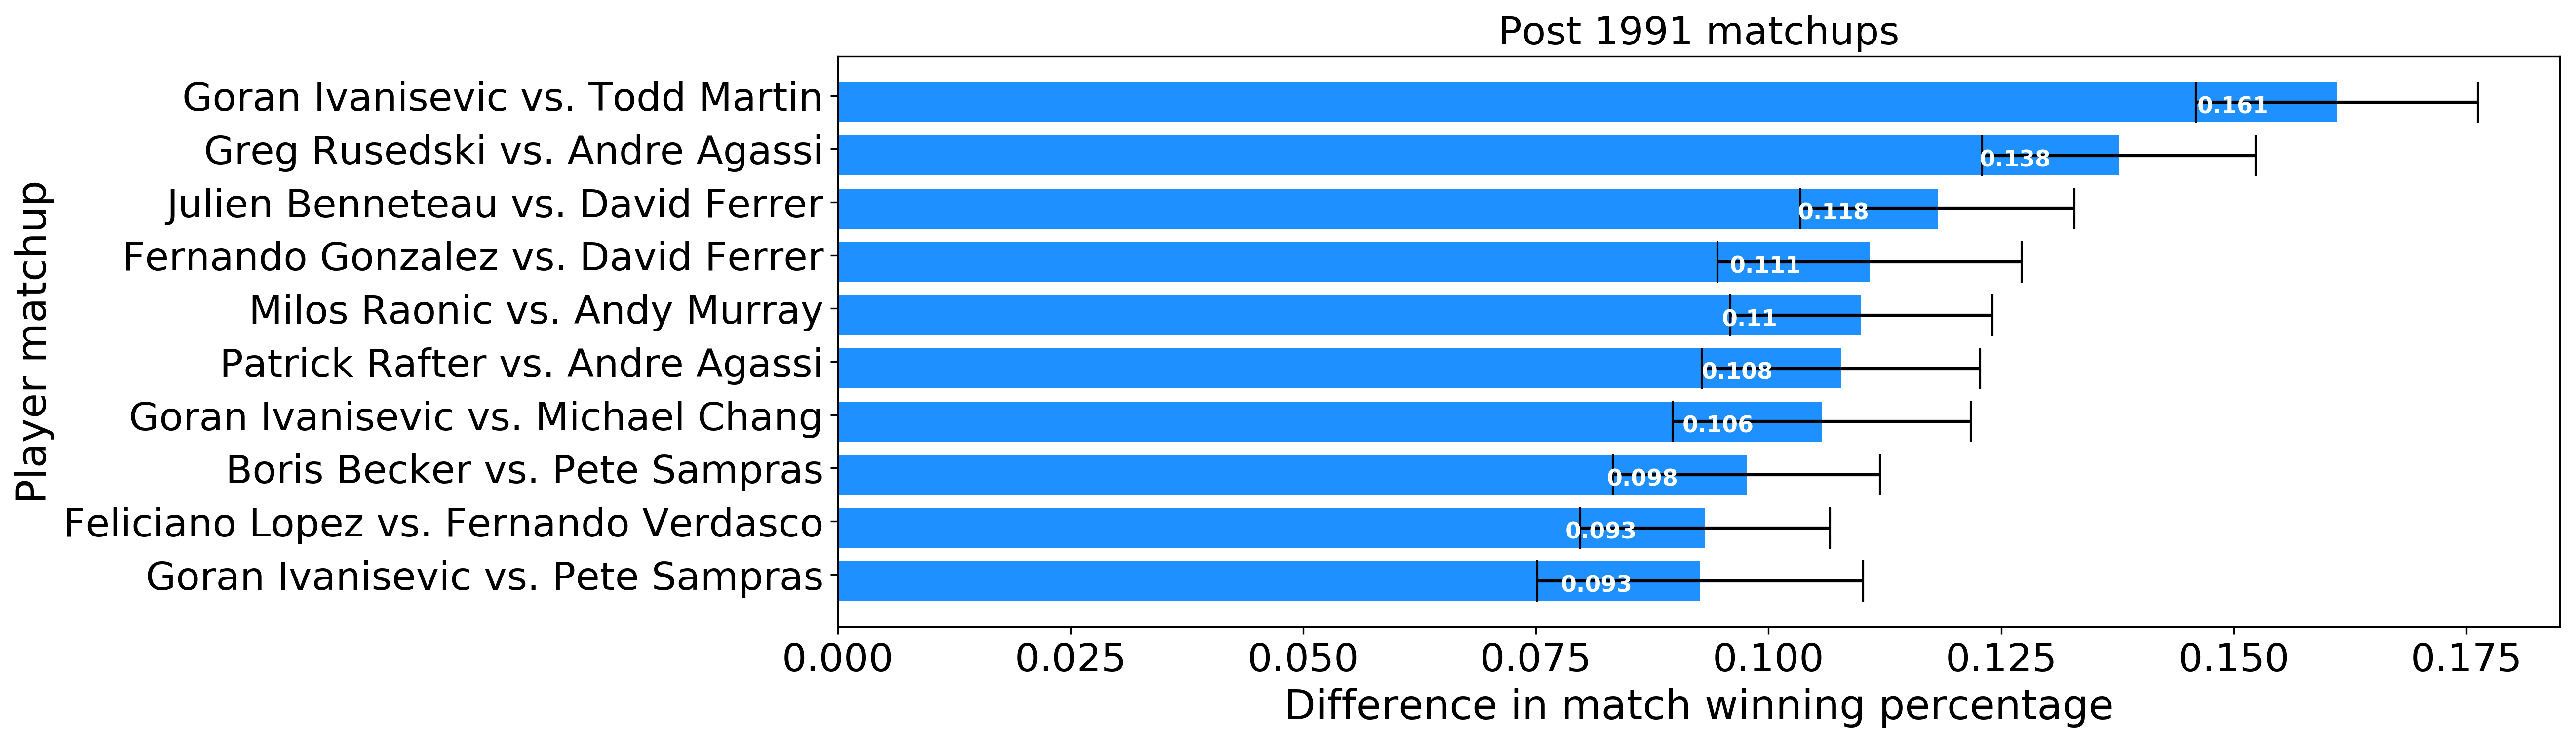 Post 1991 matchups
Player matchup
Goran Ivanisevic vs. Todd Martin
0.161
Greg Rusedski vs. Andre Agassi
0.138
Julien Benneteau vs. David Ferrer
0.118
Fernando Gonzalez vs. David Ferrer
0.111
Milos Raonic vs. Andy Murray
0.11
Patrick Rafter vs. Andre Agassi
0.108
Goran Ivanisevic vs. Michael Chang
0.106
Boris Becker vs. Pete Sampras
0.098
Feliciano Lopez vs. Fernando Verdasco
0.093
Goran Ivanisevic vs. Pete Sampras
0.093
0.000 0.025 0.050 0.075 0.100 0.125 0.150 0.175
Difference in match winning percentage